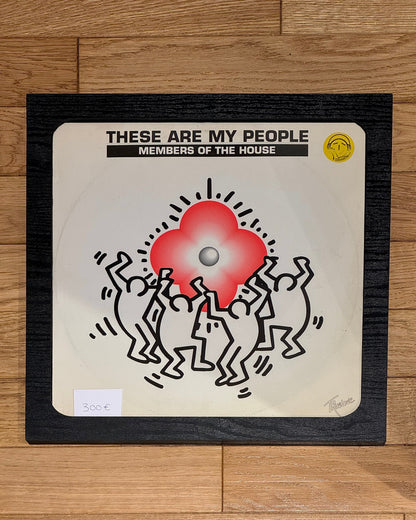 THESE ARE MY PEOPLE
MEMBERS OF THE HOUSE
300€